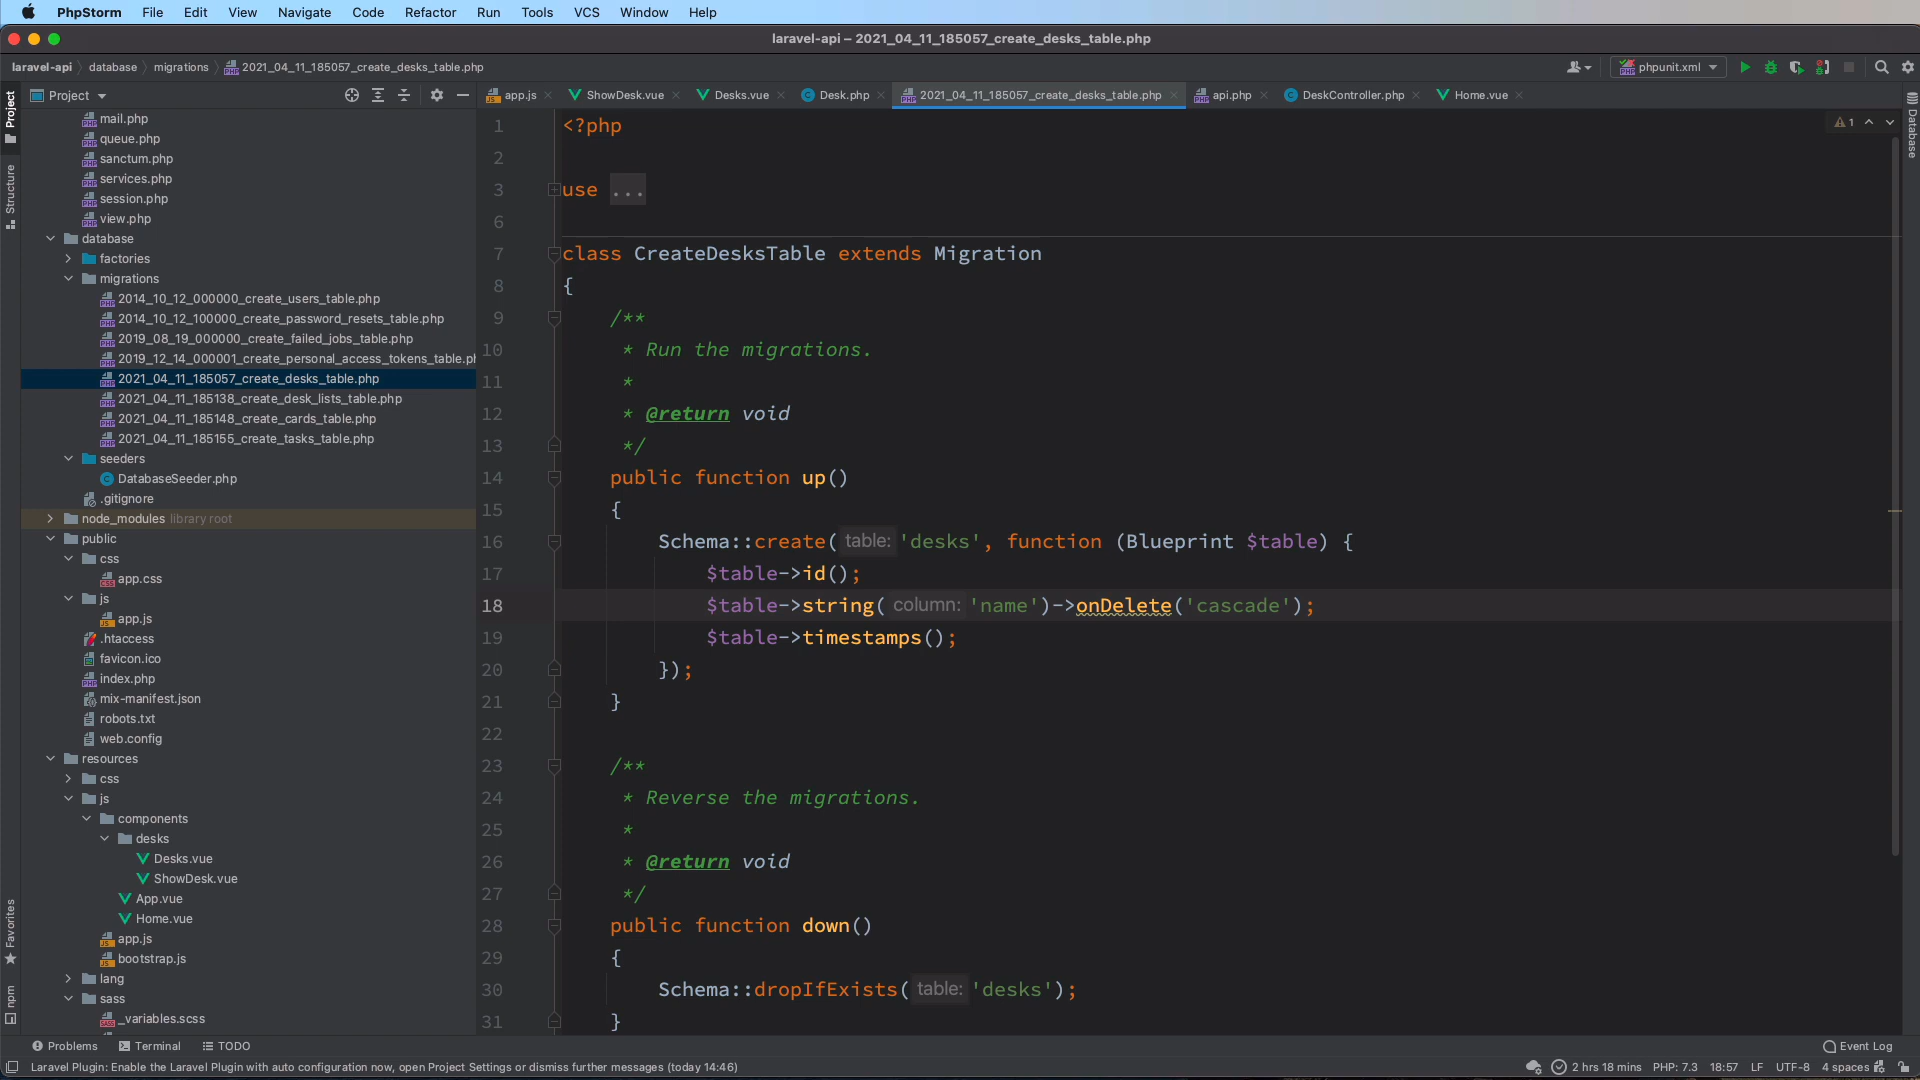 PhpStorm File Edit View Navigate Code Refactor Run Tools VCS Window Help
laravel-api – 2021_04_11_185057_create_desks_table.php
laravel-api database migrations 2021_04_11_185057_create_desks_table.php
phpunit.xml
Project
app.js ShowDesk.vue Desks.vue Desk.php 2021_04_11_185057_create_desks_table.php api.php DeskController.php Home.vue
Project
Structure
Favorites
npm
Database
mail.php
queue.php
sanctum.php
services.php
session.php
view.php
database
factories
migrations
2014_10_12_000000_create_users_table.php
2014_10_12_100000_create_password_resets_table.php
2019_08_19_000000_create_failed_jobs_table.php
2019_12_14_000001_create_personal_access_tokens_table.ph
2021_04_11_185057_create_desks_table.php
2021_04_11_185138_create_desk_lists_table.php
2021_04_11_185148_create_cards_table.php
2021_04_11_185155_create_tasks_table.php
seeders
DatabaseSeeder.php
.gitignore
node_modules library root
public
css
app.css
js
app.js
.htaccess
favicon.ico
index.php
mix-manifest.json
robots.txt
web.config
resources
css
js
components
desks
Desks.vue
ShowDesk.vue
App.vue
Home.vue
app.js
bootstrap.js
lang
sass
_variables.scss
1
1 <?php
2
3 use ...
6
7 class CreateDesksTable extends Migration
8 {
9 /**
10 * Run the migrations.
11 *
12 * @return void
13 */
14 public function up()
15 {
16 Schema::create( table: 'desks', function (Blueprint $table) {
17 $table->id();
18 $table->string( column: 'name')->onDelete('cascade');
19 $table->timestamps();
20 });
21 }
22
23 /**
24 * Reverse the migrations.
25 *
26 * @return void
27 */
28 public function down()
29 {
30 Schema::dropIfExists( table: 'desks');
31 }
Problems Terminal TODO Event Log
Laravel Plugin: Enable the Laravel Plugin with auto configuration now, open Project Settings or dismiss further messages (today 14:46) 2 hrs 18 mins PHP: 7.3 18:57 LF UTF-8 4 spaces